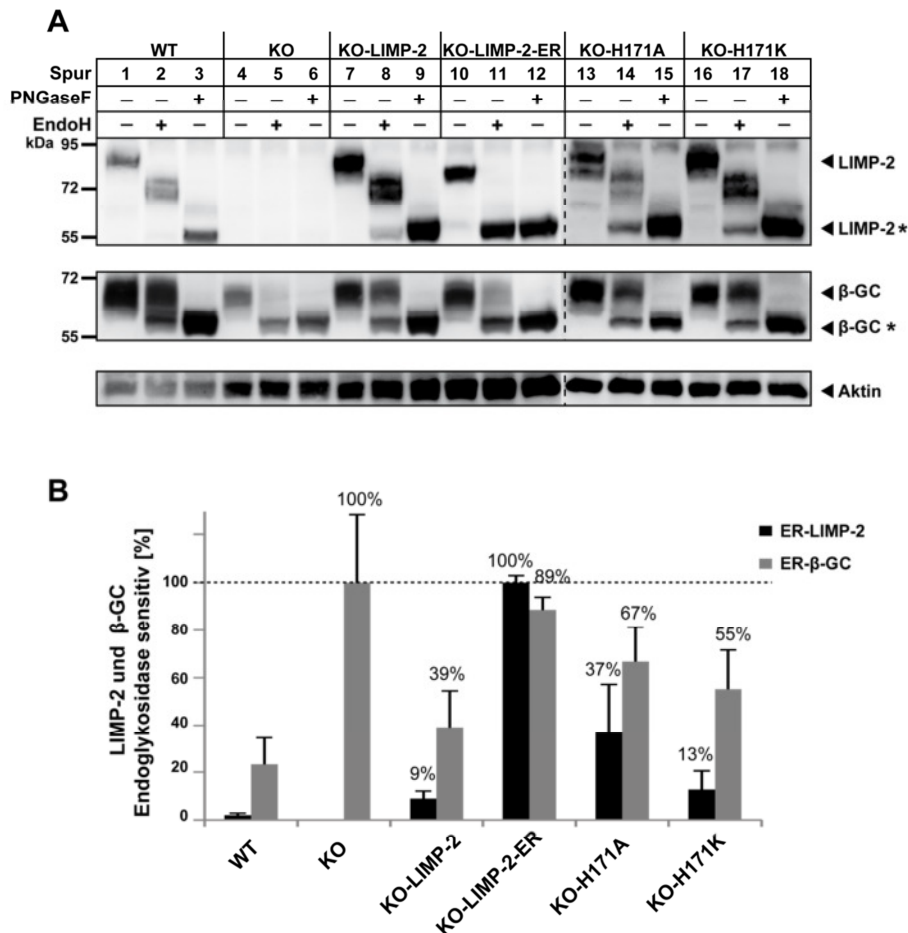 A
WT KO KO-LIMP-2 KO-LIMP-2-ER KO-H171A KO-H171K
Spur 1 2 3 4 5 6 7 8 9 10 11 12 13 14 15 16 17 18
PNGaseF – + – + – + – + – + – +
EndoH – + – + – + – + – + – +
kDa 95
LIMP-2
72
LIMP-2 *
55
72
β-GC
β-GC *
55
Aktin
B
LIMP-2 und β-GC
Endoglykosidase sensitiv [%]
100
80
60
40
20
0
100%
9%
39%
100%
89%
37%
67%
13%
55%
ER-LIMP-2
ER-β-GC
WT
KO
KO-LIMP-2
KO-LIMP-2-ER
KO-H171A
KO-H171K